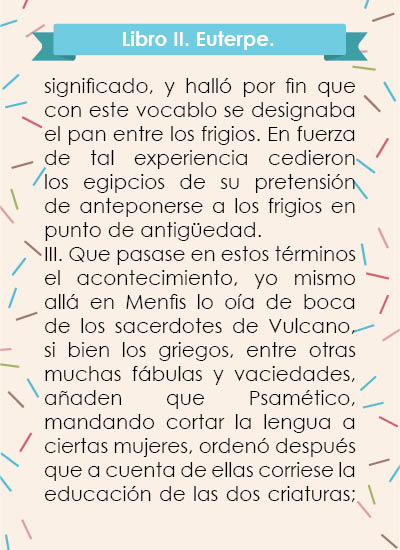 Libro II. Euterpe.
significado, y halló por fin que
con este vocablo se designaba
el pan entre los frigios. En fuerza
de tal experiencia cedieron
los egipcios de su pretensión
de anteponerse a los frigios en
punto de antigüedad.
III. Que pasase en estos términos
el acontecimiento, yo mismo
allá en Menfis lo oía de boca
de los sacerdotes de Vulcano,
si bien los griegos, entre otras
muchas fábulas y vaciedades,
añaden que Psamético,
mandando cortar la lengua a
ciertas mujeres, ordenó después
que a cuenta de ellas corriese la
educación de las dos criaturas;